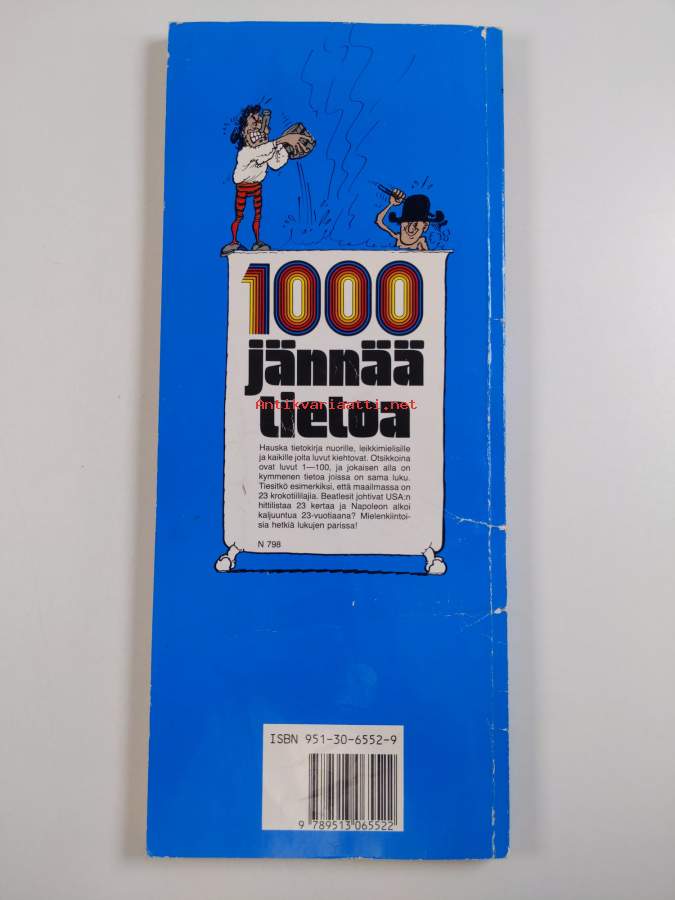 1000
jännää
tietoa
Antikvariaatti.net
Hauska tietokirja nuorille, leikkimielisille
ja kaikille joita luvut kiehtovat. Otsikkoina
ovat luvut 1—100, ja jokaisen alla on
kymmenen tietoa joissa on sama luku.
Tiesitkö esimerkiksi, että maailmassa on
23 krokotiililajia. Beatlesit johtivat USA:n
hittilistaa 23 kertaa ja Napoleon alkoi
kaljuuntua 23-vuotiaana? Mielenkiintoi-
sia hetkiä lukujen parissa!
N 798
ISBN 951-30-6552-9
9 789513 065522